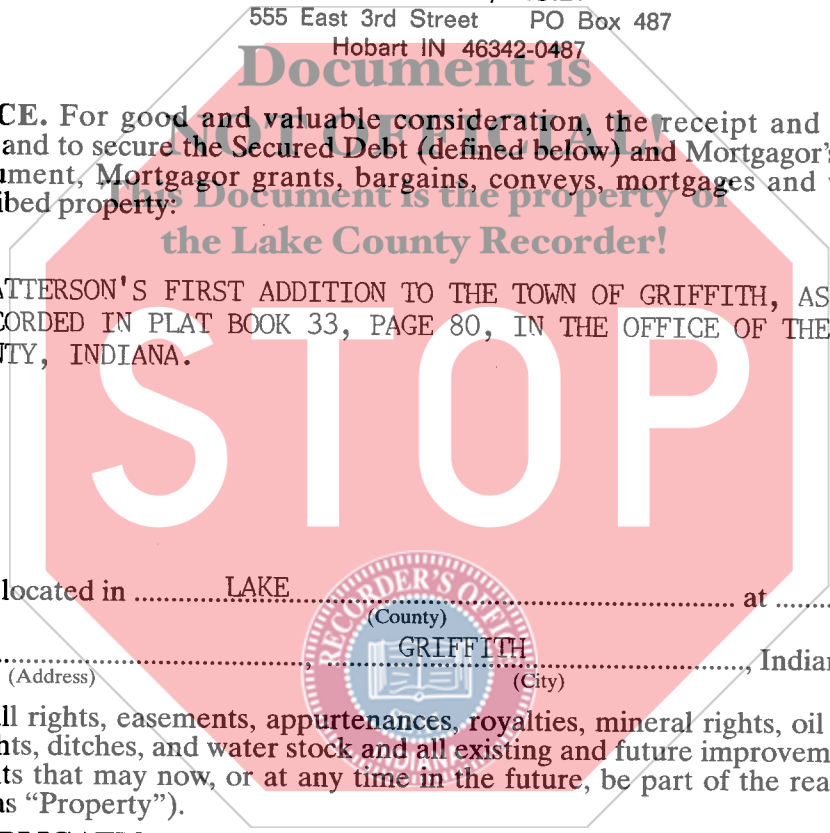 555 East 3rd Street PO Box 487
Hobart IN 46342-0487
Document is
CE. For good and valuable consideration, the receipt and
NOT OFFICIAL!
and to secure the Secured Debt (defined below) and Mortgagor's
ument, Mortgagor grants, bargains, conveys, mortgages and
This Document is the property of
ibed property:
the Lake County Recorder!
ATTERSON'S FIRST ADDITION TO THE TOWN OF GRIFFITH, AS
CORDED IN PLAT BOOK 33, PAGE 80, IN THE OFFICE OF THE
NTY, INDIANA.
STOP
located in LAKE at
(County)
RECORDER'S OFFICE
, GRIFFITH , Indian
(Address) (City)
ll rights, easements, appurtenances, royalties, mineral rights, oil
hts, ditches, and water stock and all existing and future improvem
INDIANA
ts that may now, or at any time in the future, be part of the rea
as “Property”).